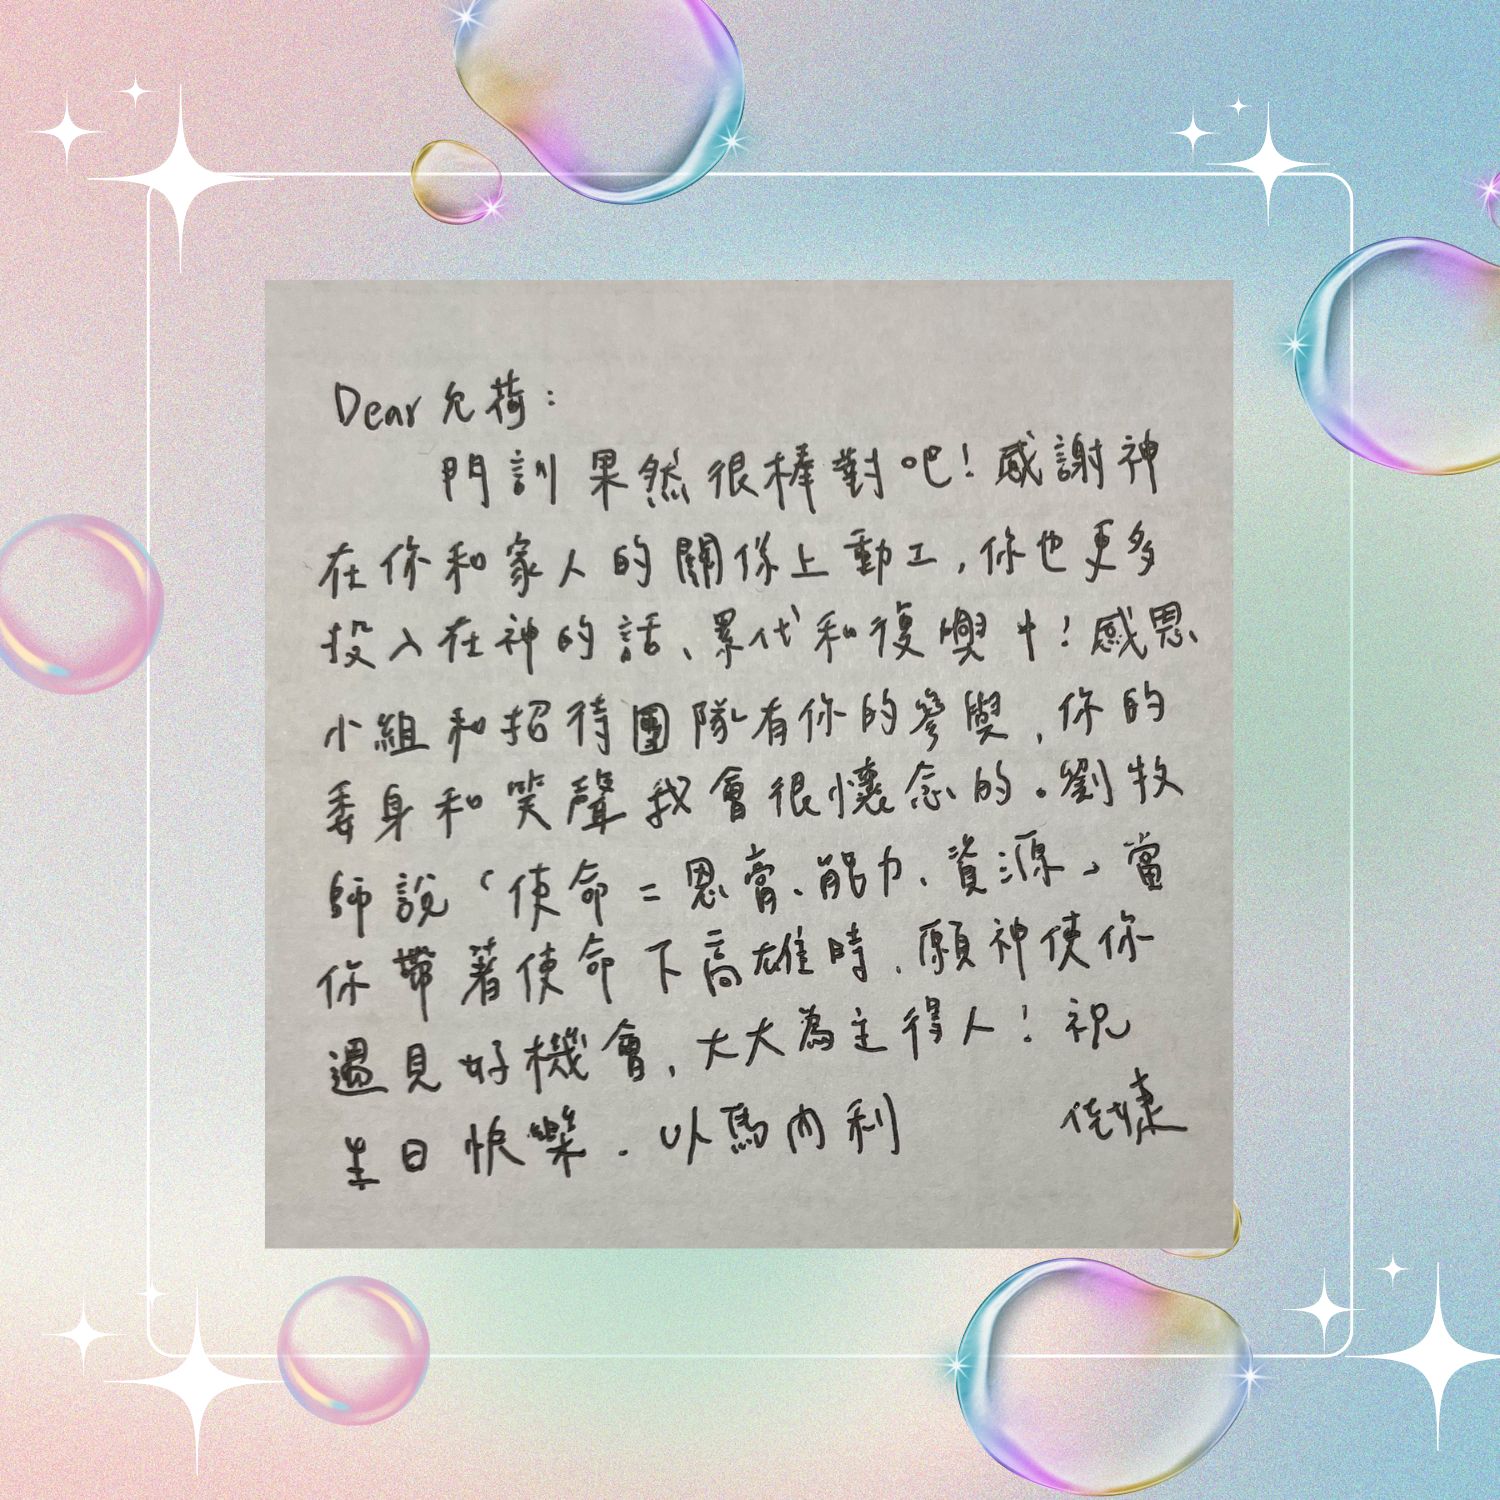 Dear 允荷：
門訓果然很棒對吧！感謝神
在你和家人的關係上動工，你也更多
投入在神的話、累代和復興中！感恩
小組和招待團隊有你的參與，你的
委身和笑聲我會很懷念的。劉牧
師說「使命=恩膏、能力、資源」當
你帶著使命下高雄時，願神使你
遇見好機會，大大為主得人！祝
生日快樂．以馬內利